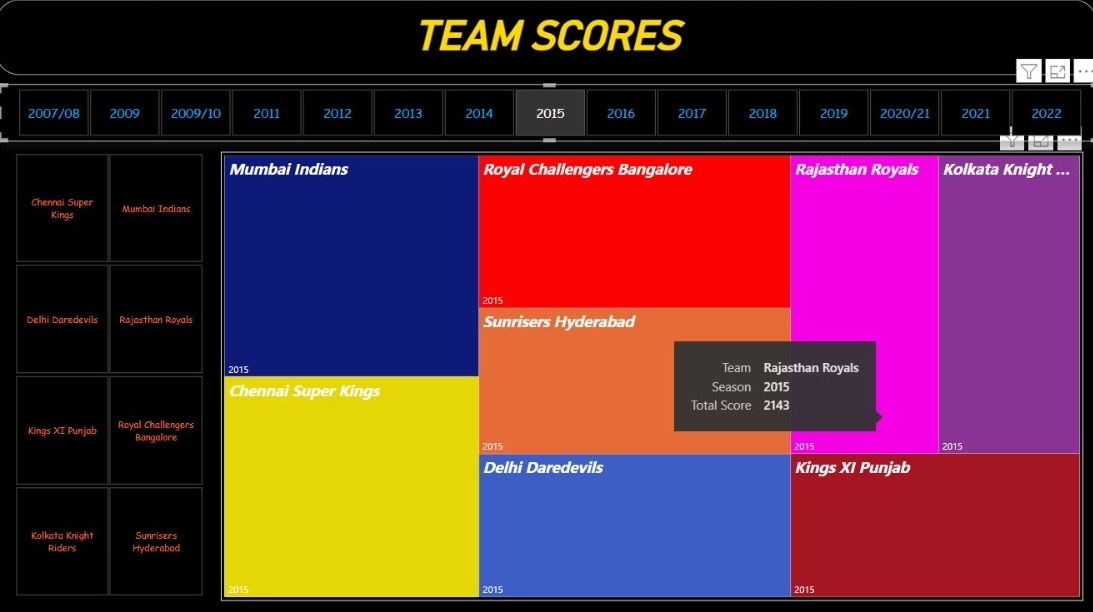 TEAM SCORES
2007/08
2009
2009/10
2011
2012
2013
2014
2015
2016
2017
2018
2019
2020/21
2021
2022
Chennai Super
Kings
Mumbai Indians
Delhi Daredevils
Rajasthan Royals
Kings XI Punjab
Royal Challengers
Bangalore
Kolkata Knight
Riders
Sunrisers
Hyderabad
Mumbai Indians
2015
Chennai Super Kings
2015
Royal Challengers Bangalore
2015
Sunrisers Hyderabad
2015
Delhi Daredevils
2015
Rajasthan Royals
2015
Kolkata Knight ...
2015
Kings XI Punjab
2015
Team Rajasthan Royals
Season 2015
Total Score 2143